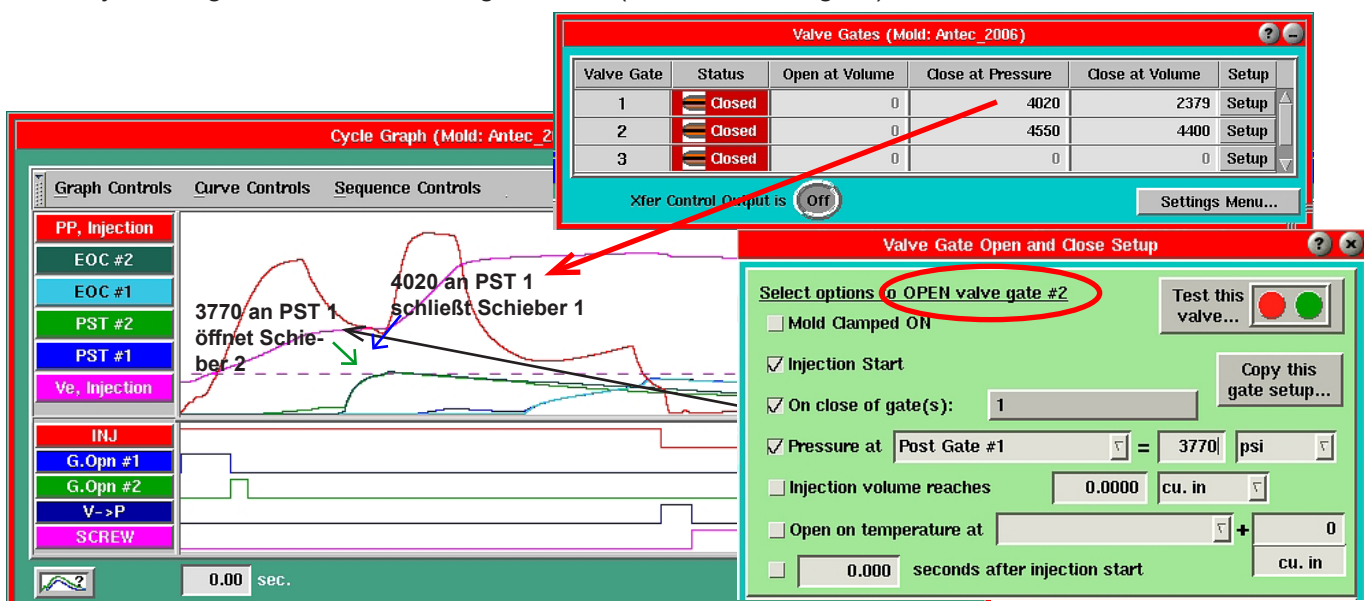 Valve Gates (Mold: Antec_2006)
?
Valve Gate Status Open at Volume Close at Pressure Close at Volume Setup
1 Closed 0 4020 2379 Setup
2 Closed 0 4550 4400 Setup
3 Closed 0 0 0 Setup
Xfer Control Output is Off
Settings Menu...
Cycle Graph (Mold: Antec_2
Graph Controls Curve Controls Sequence Controls
PP, Injection
EOC #2
EOC #1
PST #2
PST #1
Ve, Injection
4020 an PST 1
schließt Schieber 1
3770 an PST 1
öffnet Schie-
ber 2
INJ
G.Opn #1
G.Opn #2
V->P
SCREW
?
0.00 sec.
Valve Gate Open and Close Setup
? x
Select options to OPEN valve gate #2
Test this
valve...
Mold Clamped ON
Injection Start
Copy this
gate setup...
On close of gate(s): 1
Pressure at Post Gate #1 = 3770 psi
Injection volume reaches 0.0000 cu. in
Open on temperature at + 0
cu. in
0.000 seconds after injection start